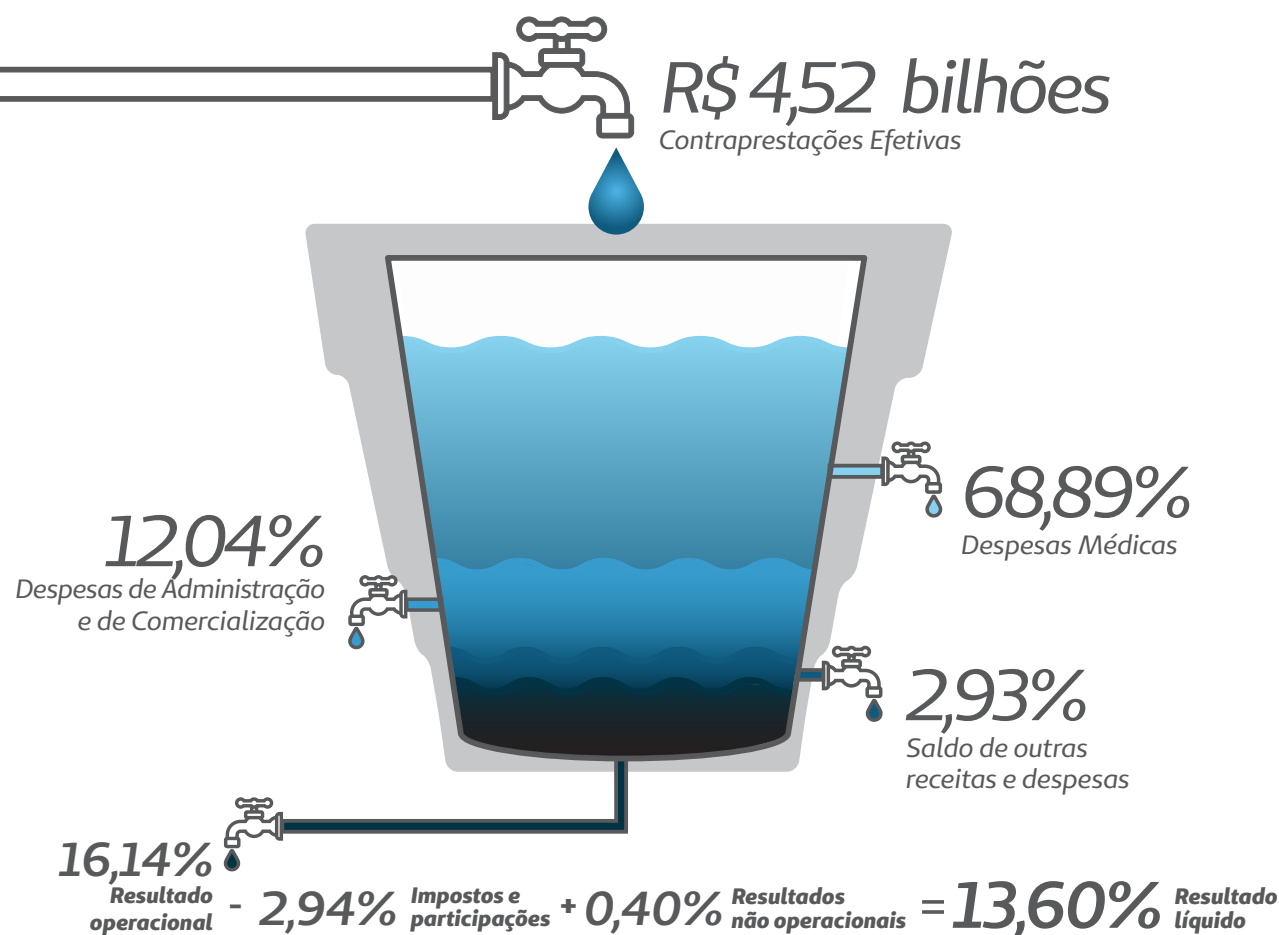 R$ 4,52 bilhões
Contraprestações Efetivas
68,89%
Despesas Médicas
12,04%
Despesas de Administração
e de Comercialização
2,93%
Saldo de outras
receitas e despesas
16,14%
Resultado
operacional
- 2,94%
Impostos e
participações
+ 0,40%
Resultados
não operacionais
= 13,60%
Resultado
líquido